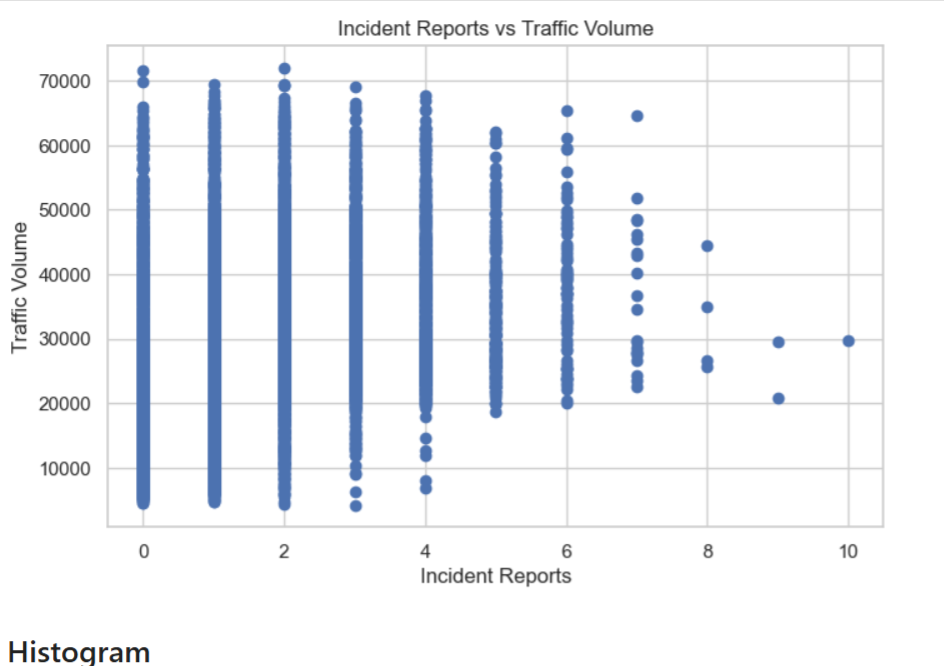 Incident Reports vs Traffic Volume
70000
60000
50000
40000
30000
20000
10000
Traffic Volume
0 2 4 6 8 10
Incident Reports
Histogram